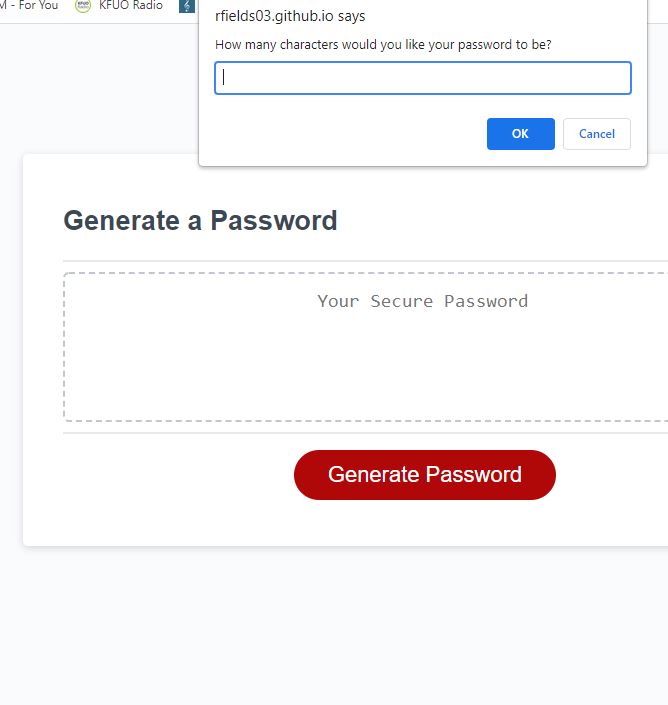 M - For You KFUO Radio
rfields03.github.io says
How many characters would you like your password to be?
OK Cancel
Generate a Password
Your Secure Password
Generate Password